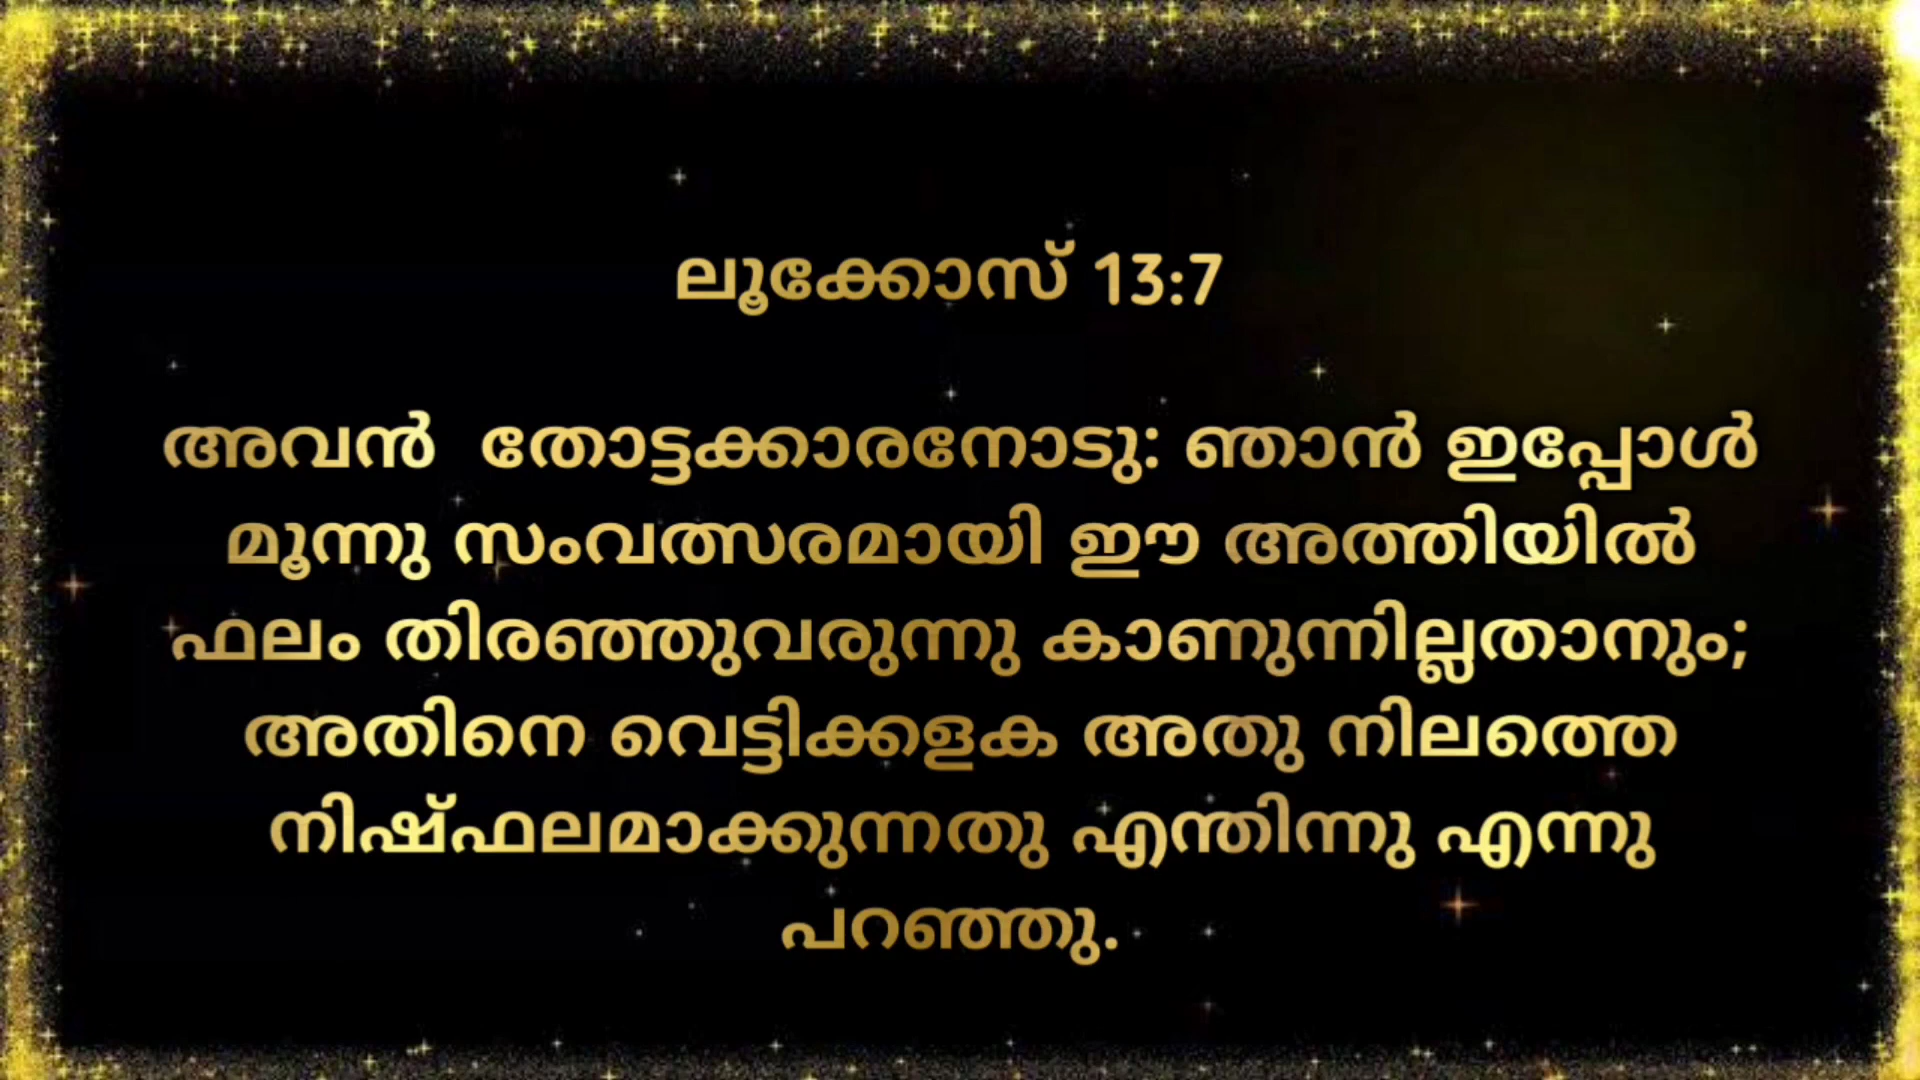 ലൂക്കോസ് 13:7
അവൻ തോട്ടക്കാരനോടു: ഞാൻ ഇപ്പോൾ
മൂന്നു സംവത്സരമായി ഈ അത്തിയിൽ
ഫലം തിരഞ്ഞുവരുന്നു കാണുന്നില്ലതാനും;
അതിനെ വെട്ടിക്കളക അതു നിലത്തെ
നിഷ്ഫലമാക്കുന്നതു എന്തിന്നു എന്നു
പറഞ്ഞു.